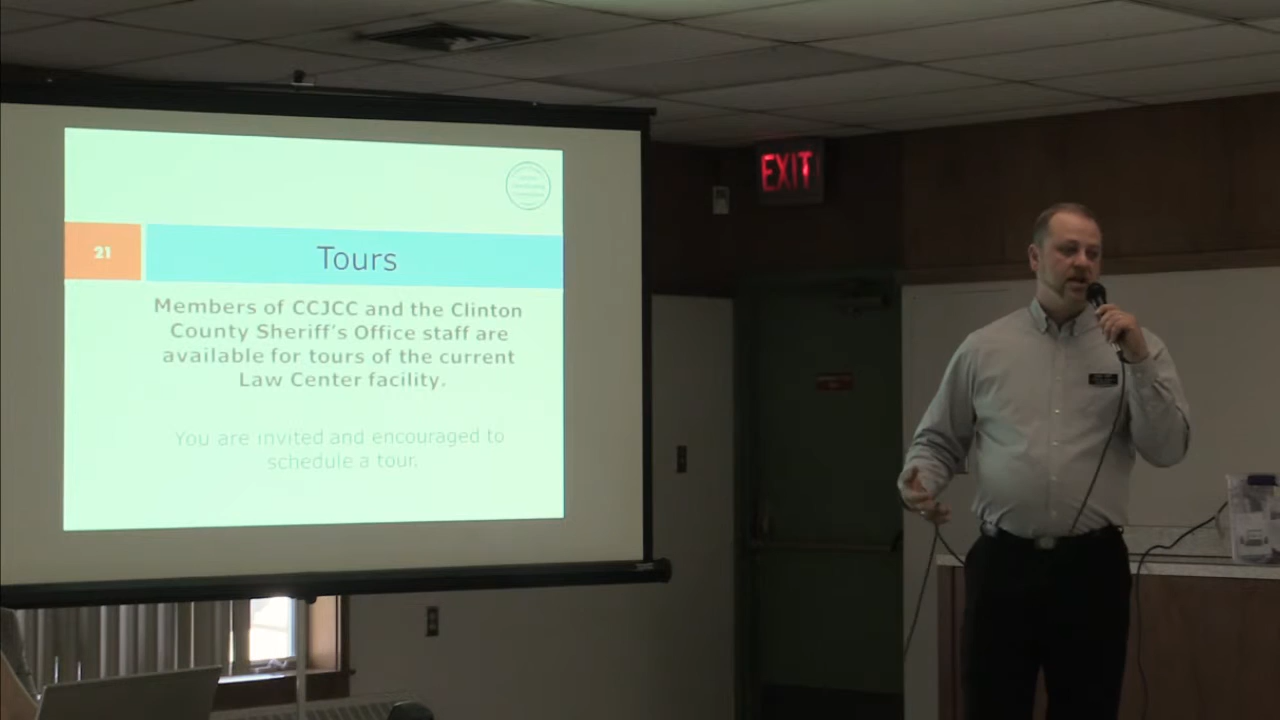 EXIT
21
Tours
Members of CCJCC and the Clinton
County Sheriff's Office staff are
available for tours of the current
Law Center facility.
You are invited and encouraged to
schedule a tour.